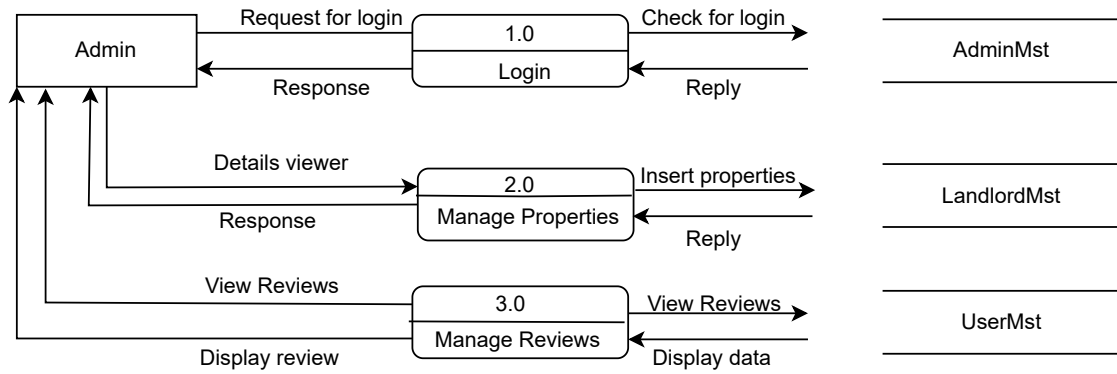 Request for login
Check for login
Admin
1.0
AdminMst
Login
Response
Reply
Details viewer
Insert properties
2.0
LandlordMst
Manage Properties
Response
Reply
View Reviews
3.0
View Reviews
UserMst
Manage Reviews
Display review
Display data